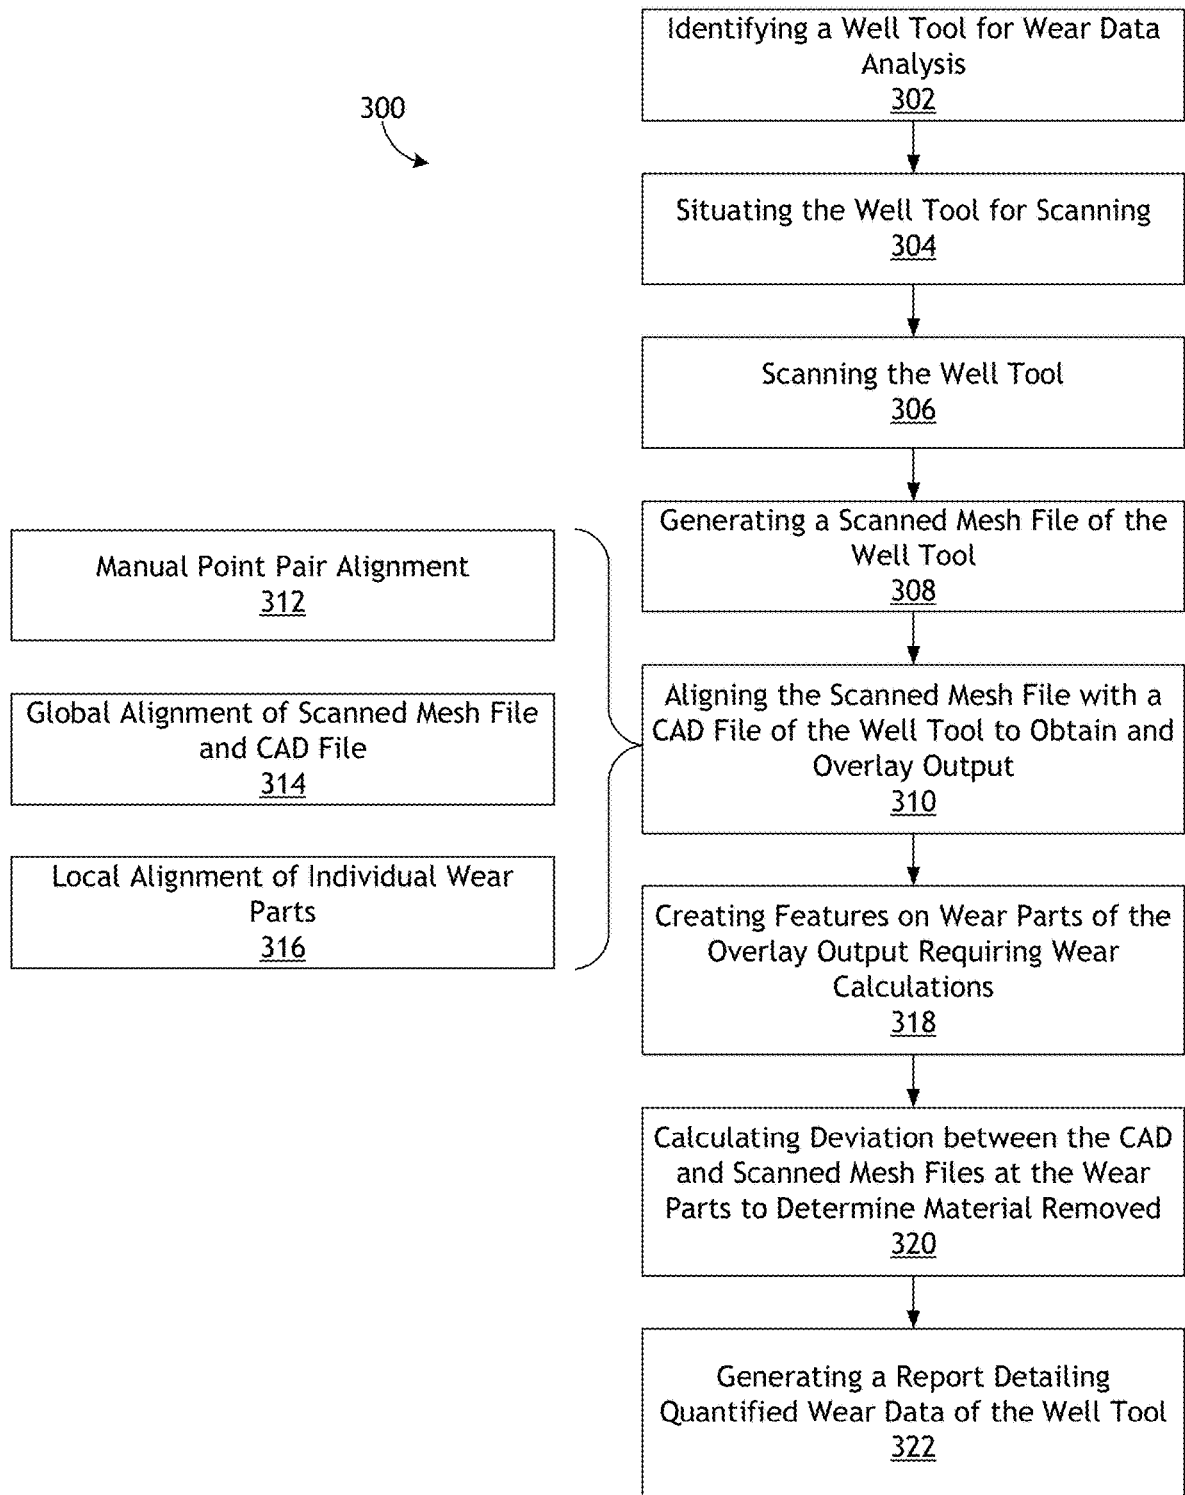 Identifying a Well Tool for Wear Data
Analysis
302
300
Situating the Well Tool for Scanning
304
Scanning the Well Tool
306
Generating a Scanned Mesh File of the
Well Tool
308
Manual Point Pair Alignment
312
Global Alignment of Scanned Mesh File
and CAD File
314
Local Alignment of Individual Wear
Parts
316
Aligning the Scanned Mesh File with a
CAD File of the Well Tool to Obtain and
Overlay Output
310
Creating Features on Wear Parts of the
Overlay Output Requiring Wear
Calculations
318
Calculating Deviation between the CAD
and Scanned Mesh Files at the Wear
Parts to Determine Material Removed
320
Generating a Report Detailing
Quantified Wear Data of the Well Tool
322